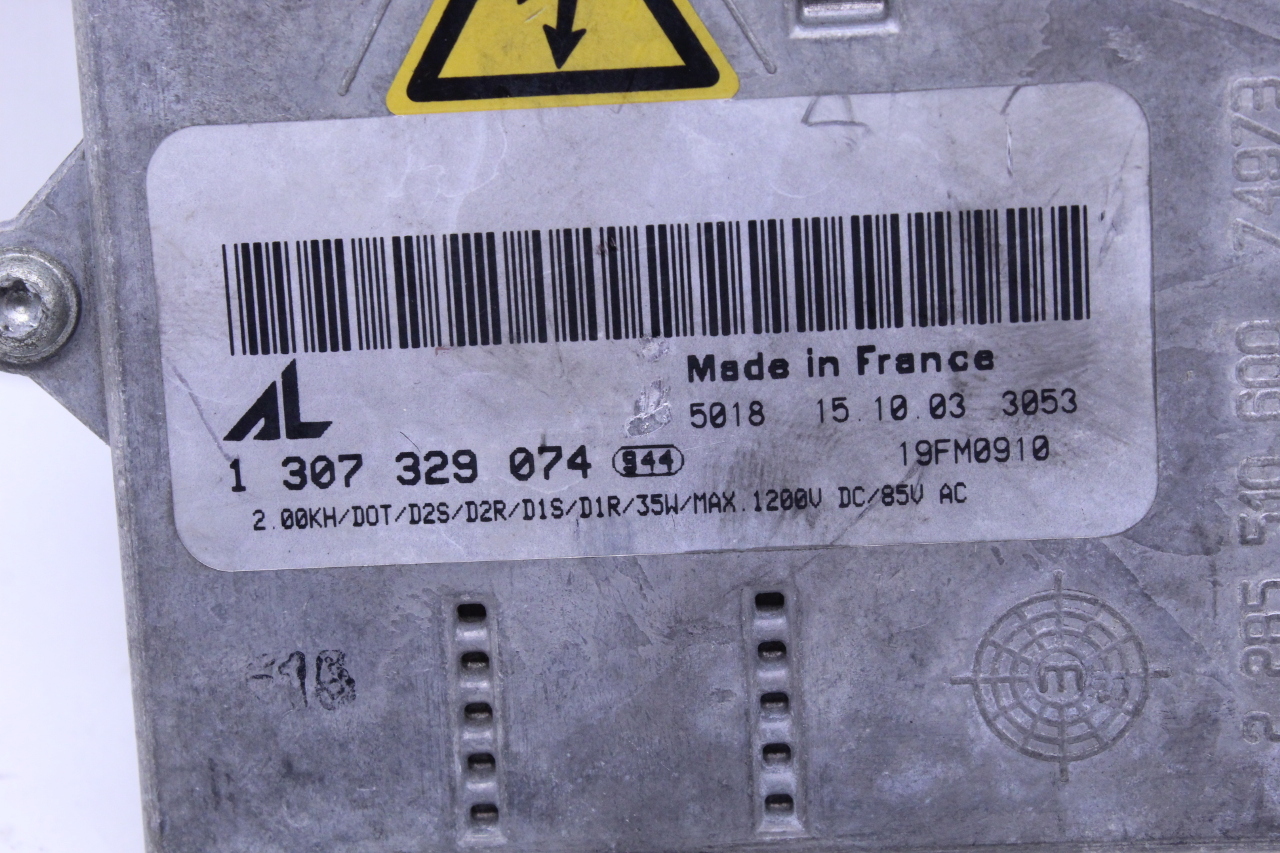 Made in France
AL
5018 15.10.03 3053
1 307 329 074 944
19FM0910
2.00KH/DOT/D2S/D2R/D1S/D1R/35W/MAX.1200V DC/85V AC